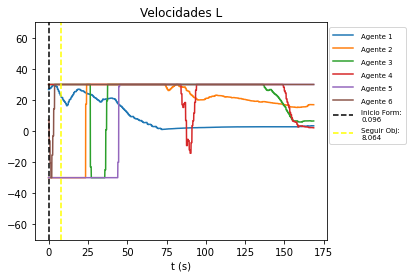 Velocidades L
60
40
20
0
−20
−40
−60
0
25
50
75
100
125
150
175
t (s)
Agente 1
Agente 2
Agente 3
Agente 4
Agente 5
Agente 6
Inicio Form:
0.096
Seguir Obj:
8.064